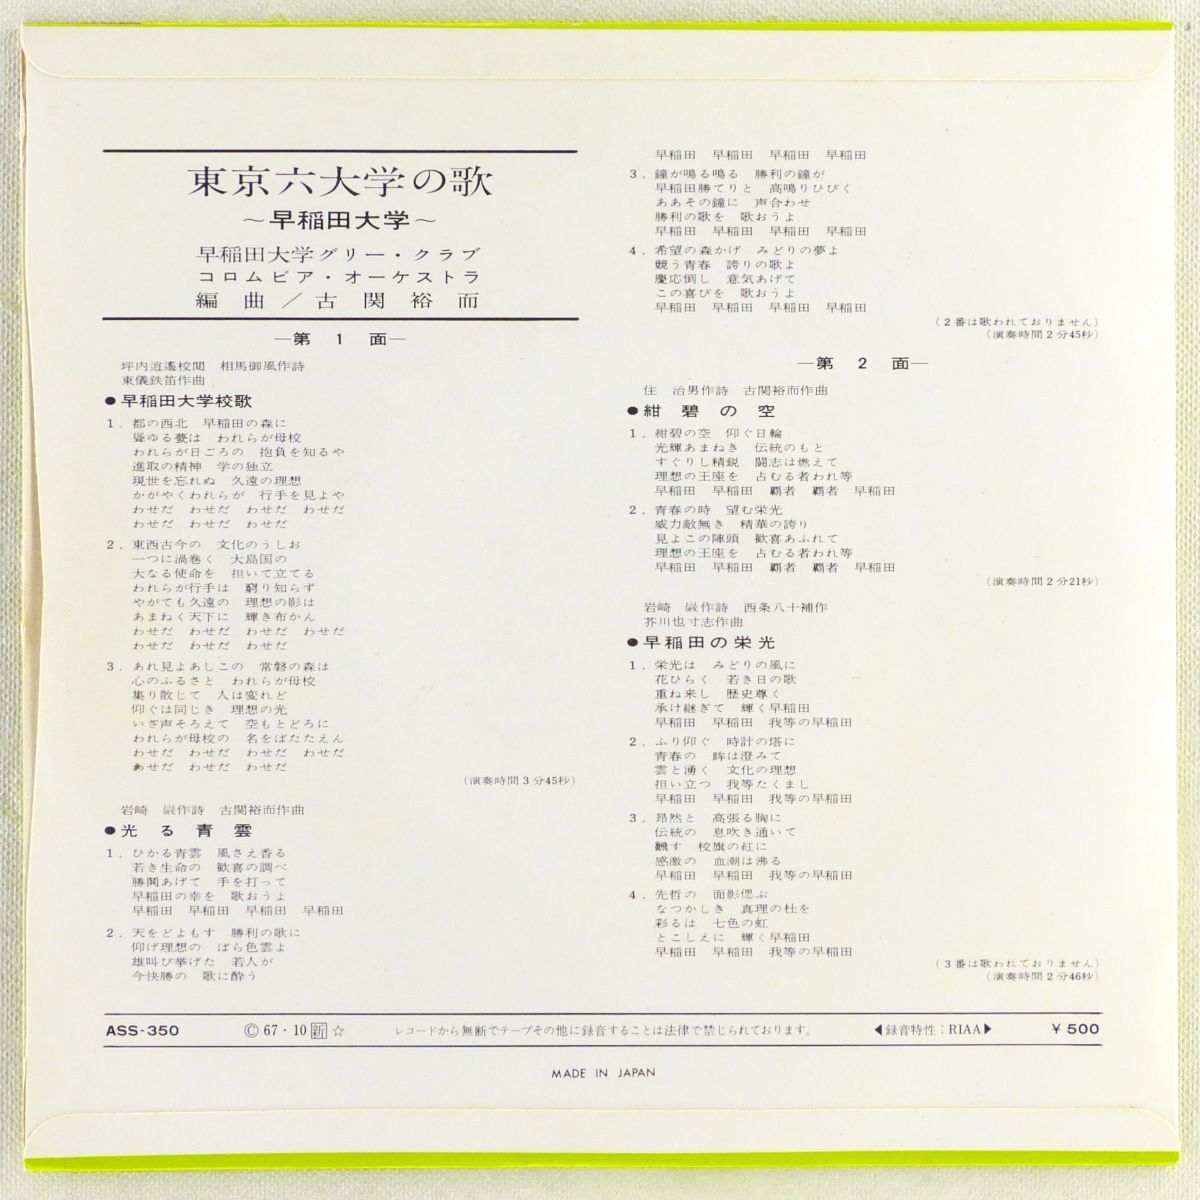 東京六大学の歌
～早稲田大学～
早稲田大学グリー・クラブ
コロムビア・オーケストラ
編曲／古関裕而
―第1面―
坪内逍遙校閲 相馬御風作詩
東儀鉄笛作曲
●早稲田大学校歌
1. 都の西北 早稲田の森に
聳ゆる甍は われらが母校
われらが日ごろの 抱負を知るや
進取の精神 学の独立
現世を忘れぬ 久遠の理想
かがやくわれらが 行手を見よや
わせだ わせだ わせだ わせだ
わせだ わせだ わせだ
2. 東西古今の 文化のうしお
一つに渦巻く 大島国の
大なる使命を 担いて立てる
われらが行手は 窮り知らず
やがても久遠の 理想の影は
あまねく天下に 輝き布かん
わせだ わせだ わせだ わせだ
わせだ わせだ わせだ
3. あれ見よあしこの 常磐の森は
心のふるさと われらが母校
集り散じて 人は変れど
仰ぐは同じき 理想の光
いざ声そろえて 空もとどろに
われらが母校の 名をばたたえん
わせだ わせだ わせだ わせだ
わせだ わせだ わせだ
(演奏時間3分45秒)
岩崎 巌作詩 古関裕而作曲
●光る青雲
1. ひかる青雲 風さえ香る
若き生命の 歓喜の調べ
勝鬨あげて 手を打って
早稲田の幸を 歌おうよ
早稲田 早稲田 早稲田 早稲田
2. 天をどよもす 勝利の歌に
仰げ理想の ばら色雲よ
雄叫び挙げた 若人が
今快勝の 歌に酔う
早稲田 早稲田 早稲田 早稲田
3. 鐘が鳴る鳴る 勝利の鐘が
早稲田勝てりと 高鳴りひびく
ああその鐘に 声合わせ
勝利の歌を 歌おうよ
早稲田 早稲田 早稲田 早稲田
4. 希望の森かげ みどりの夢よ
競う青春 誇りの歌よ
慶応倒し 意気あげて
この喜びを 歌おうよ
早稲田 早稲田 早稲田 早稲田
(2番は歌われておりません)
(演奏時間2分45秒)
―第2面―
住 治男作詩 古関裕而作曲
●紺碧の空
1. 紺碧の空 仰ぐ日輪
光輝あまねき 伝統のもと
すぐりし精鋭 闘志は燃えて
理想の王座を 占むる者われ等
早稲田 早稲田 覇者 覇者 早稲田
2. 青春の時 望む栄光
威力敵無き 精華の誇り
見よこの陣頭 歓喜あふれて
理想の王座を 占むる者われ等
早稲田 早稲田 覇者 覇者 早稲田
(演奏時間2分21秒)
岩崎 巌作詩 西条八十補作
芥川也寸志作曲
●早稲田の栄光
1. 栄光は みどりの風に
花ひらく 若き日の歌
重ね来し 歴史尊く
承け継ぎて 輝く早稲田
早稲田 早稲田 我等の早稲田
2. ふり仰ぐ 時計の塔に
青春の 眸は澄みて
雲と湧く 文化の理想
担い立つ 我等たくまし
早稲田 早稲田 我等の早稲田
3. 昂然と 高張る胸に
伝統の 息吹き通いて
飜す 校旗の紅に
感激の 血潮は沸る
早稲田 早稲田 我等の早稲田
4. 先哲の 面影偲ぶ
なつかしき 真理の杜を
彩るは 七色の虹
とこしえに 輝く早稲田
早稲田 早稲田 我等の早稲田
(3番は歌われておりません)
(演奏時間2分46秒)
ASS-350 Ⓒ67・10 新 ☆ レコードから無断でテープその他に録音することは法律で禁じられております。 ◀録音特性：RIAA▶ ¥500
MADE IN JAPAN